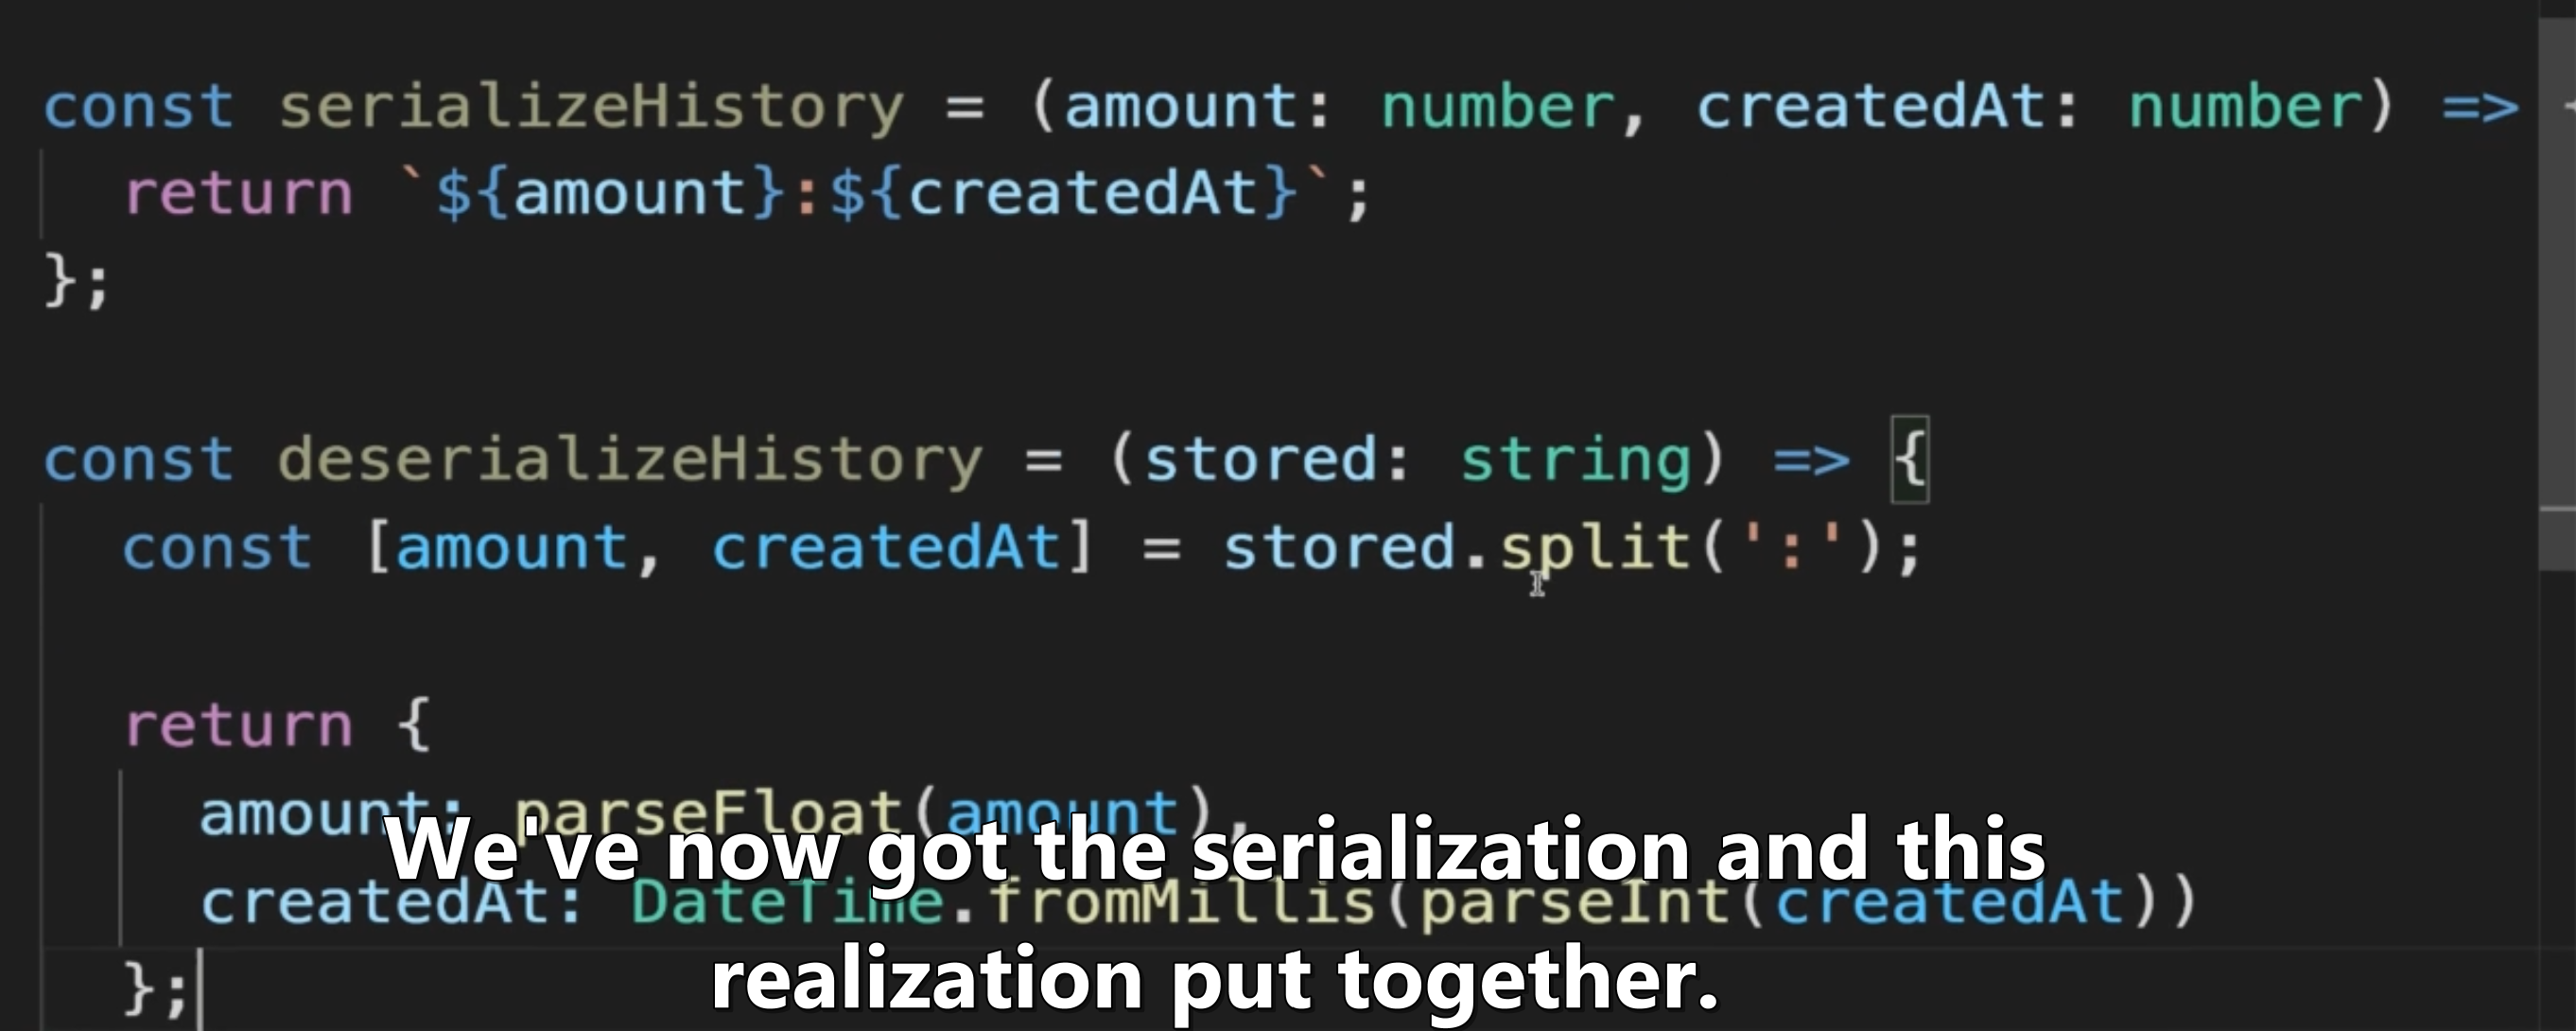 const serializeHistory = (amount: number, createdAt: number) => {
return `${amount}:${createdAt}`;
};
const deserializeHistory = (stored: string) => {
const [amount, createdAt] = stored.split(':');
return {
amount: parseFloat(amount),
We've now got the serialization and this
createdAt: DateTime.fromMillis(parseInt(createdAt))
realization put together.
};